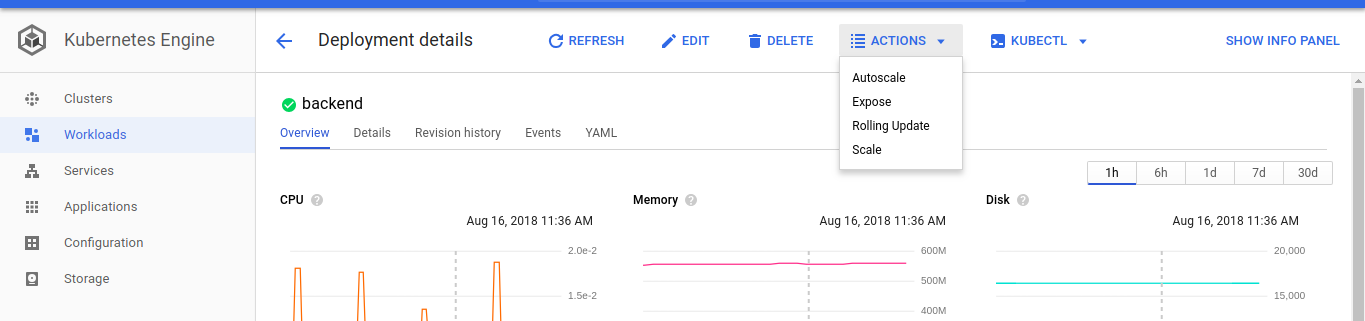 Kubernetes Engine
Deployment details
REFRESH
EDIT
DELETE
ACTIONS
KUBECTL
SHOW INFO PANEL
Autoscale
Expose
Rolling Update
Scale
Clusters
Workloads
Services
Applications
Configuration
Storage
backend
Overview Details Revision history Events YAML
1h 6h 1d 7d 30d
CPU ?
Aug 16, 2018 11:36 AM
2.0e-2
1.5e-2
Memory ?
Aug 16, 2018 11:36 AM
600M
500M
400M
Disk ?
Aug 16, 2018 11:36 AM
20,000
15,000